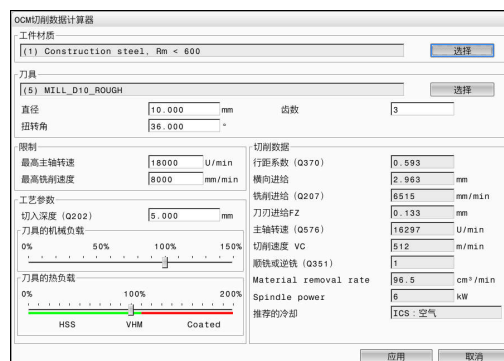 OCM切削数据计算器
工件材质
(1) Construction steel, Rm < 600
选择
刀具
(5) MILL_D10_ROUGH
选择
直径 10.000 mm 齿数 3
扭转角 36.000 °
限制
最高主轴转速 18000 U/min
最高铣削速度 8000 mm/min
工艺参数
切入深度 (Q202) 5.000 mm
刀具的机械负载
0% 50% 100% 150%
刀具的热负载
0% 100% 200%
HSS VHM Coated
切削数据
行距系数 (Q370) 0.593
横向进给 2.963 mm
铣削进给 (Q207) 6515 mm/min
刀刃进给FZ 0.133 mm
主轴转速 (Q576) 16297 U/min
切削速度 VC 512 m/min
顺铣或逆铣 (Q351) 1
Material removal rate 96.5 cm³/min
Spindle power 6 kW
推荐的冷却 ICS：空气
应用 取消